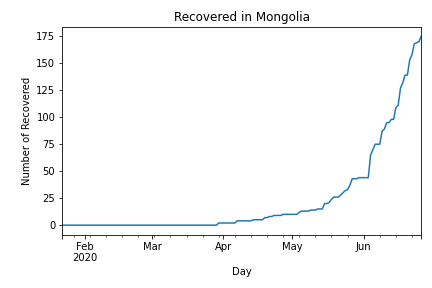 Recovered in Mongolia
Number of Recovered
175
150
125
100
75
50
25
0
Feb
2020
Mar
Apr
May
Jun
Day